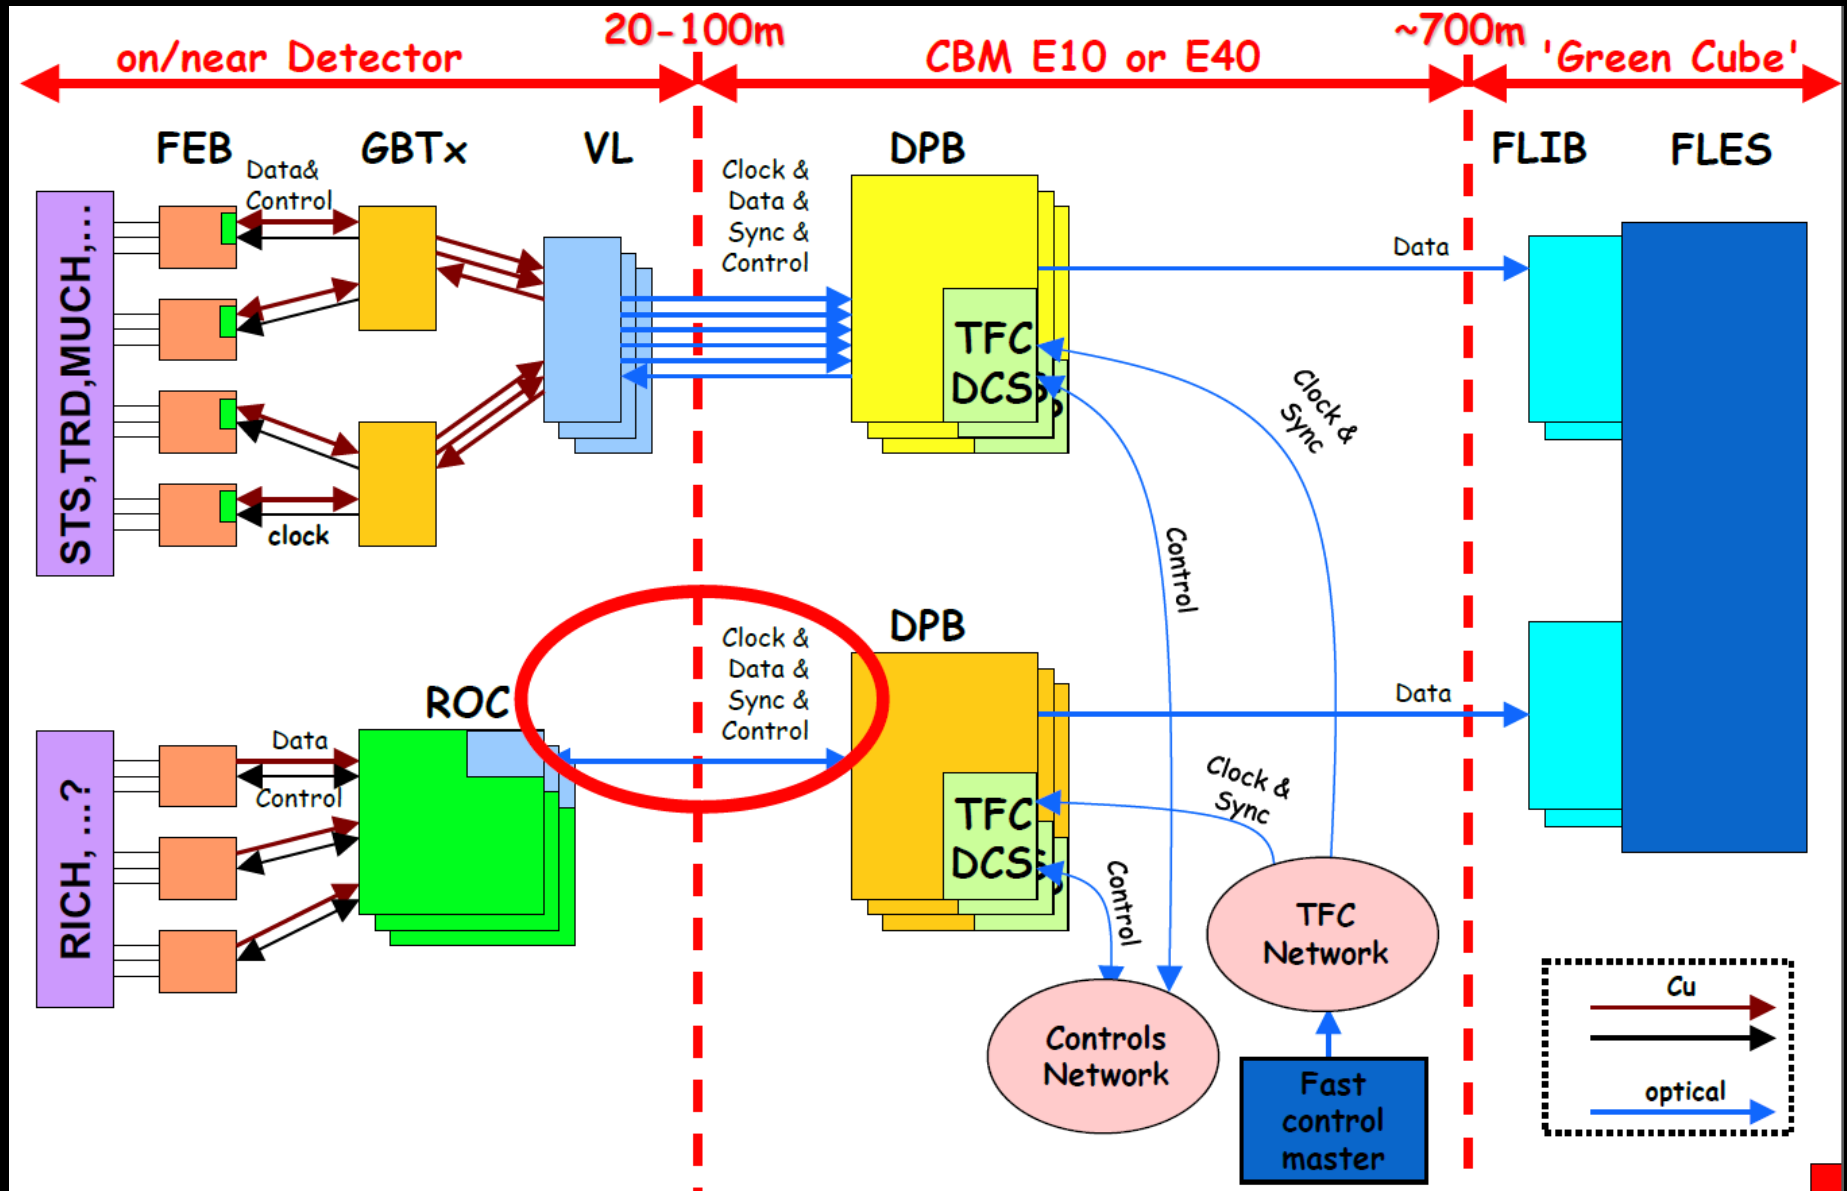 20-100m
~700m
on/near Detector
CBM E10 or E40
'Green Cube'
FEB
GBTx
VL
DPB
FLIB
FLES
Data&
Control
Clock &
Data &
Sync &
Control
Data
STS,TRD,MUCH,...
TFC
DCS
Clock &
Sync
clock
Control
DPB
Clock &
Data &
Sync &
Control
ROC
Data
Data
Control
RICH, ...?
Clock &
Sync
TFC
DCS
Control
TFC
Network
Controls
Network
Fast
control
master
Cu
optical